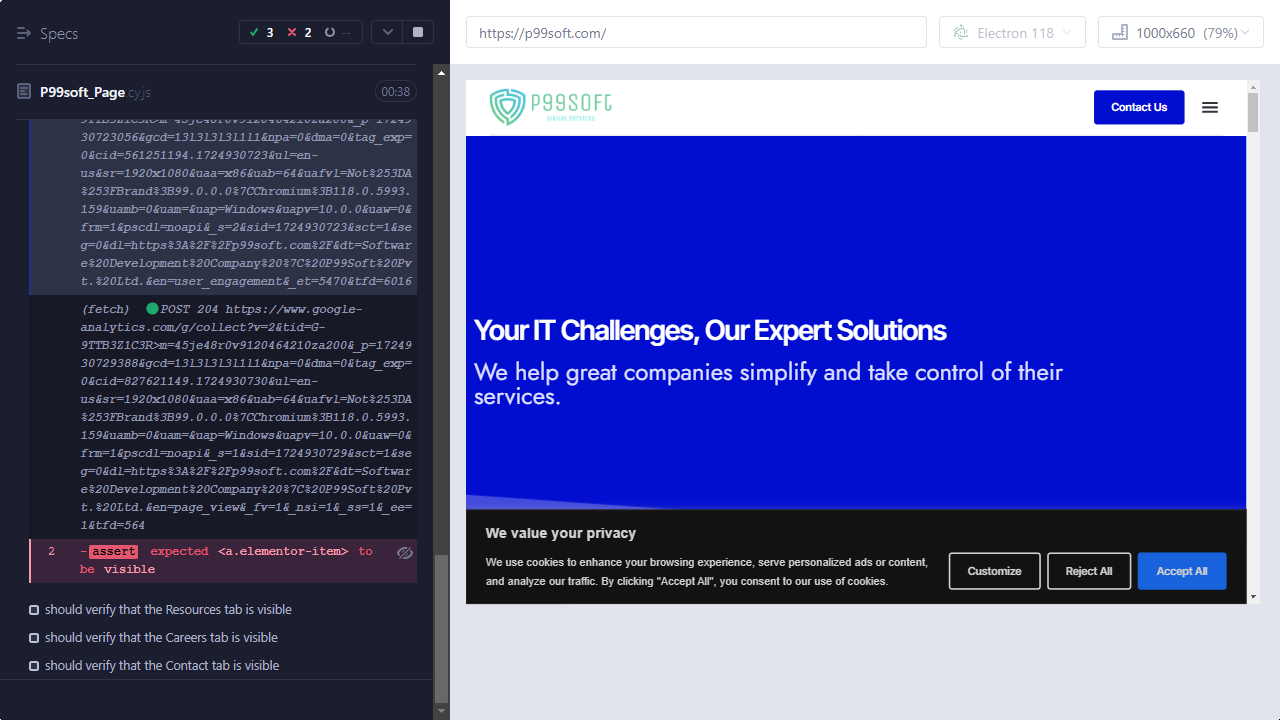 Specs
3
2
--
P99soft_Page.cy.js
00:38
30723056&gcd=13l3l3l3l1l1&npa=0&dma=0&tag_exp=
0&cid=561251194.1724930723&ul=en-
us&sr=1920x1080&uaa=x86&uab=64&uafvl=Not%253DA
%253FBrand%3B99.0.0.0%7CChromium%3B118.0.5993.
159&uamb=0&uam=&uap=Windows&uapv=10.0.0&uaw=0&
frm=1&pscdl=noapi&_s=2&sid=1724930723&sct=1&se
g=0&dl=https%3A%2F%2Fp99soft.com%2F&dt=Softwar
e%20Development%20Company%20%7C%20P99Soft%20Pv
t.%20Ltd.&en=user_engagement&_et=5470&tfd=6016
(fetch) POST 204 https://www.google-
analytics.com/g/collect?v=2&tid=G-
9TTB3Z1C3R>m=45je48r0v9120464210za200&_p=1724
930729388&gcd=13l3l3l3l1l1&npa=0&dma=0&tag_exp
=0&cid=827621149.1724930730&ul=en-
us&sr=1920x1080&uaa=x86&uab=64&uafvl=Not%253DA
%253FBrand%3B99.0.0.0%7CChromium%3B118.0.5993.
159&uamb=0&uam=&uap=Windows&uapv=10.0.0&uaw=0&
frm=1&pscdl=noapi&_s=1&sid=1724930729&sct=1&se
g=0&dl=https%3A%2F%2Fp99soft.com%2F&dt=Softwar
e%20Development%20Company%20%7C%20P99Soft%20Pv
t.%20Ltd.&en=page_view&_fv=1&_nsi=1&_ss=1&_ee=
1&tfd=564
2 -assert expected <a.elementor-item> to
be visible
should verify that the Resources tab is visible
should verify that the Careers tab is visible
should verify that the Contact tab is visible
https://p99soft.com/
Electron 118
1000x660 (79%)
P99SOFT
DIGITAL SERVICES
Contact Us
Your IT Challenges, Our Expert Solutions
We help great companies simplify and take control of their
services.
We value your privacy
We use cookies to enhance your browsing experience, serve personalized ads or content,
and analyze our traffic. By clicking "Accept All", you consent to our use of cookies.
Customize
Reject All
Accept All